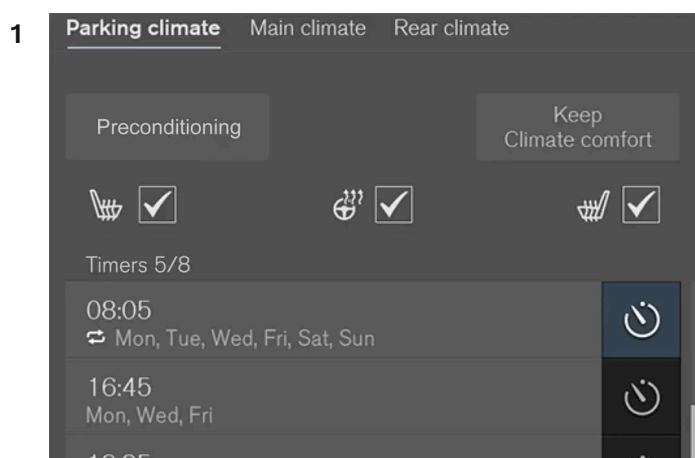 1
Parking climate Main climate Rear climate
Preconditioning
Keep
Climate comfort
Timers 5/8
08:05
Mon, Tue, Wed, Fri, Sat, Sun
16:45
Mon, Wed, Fri